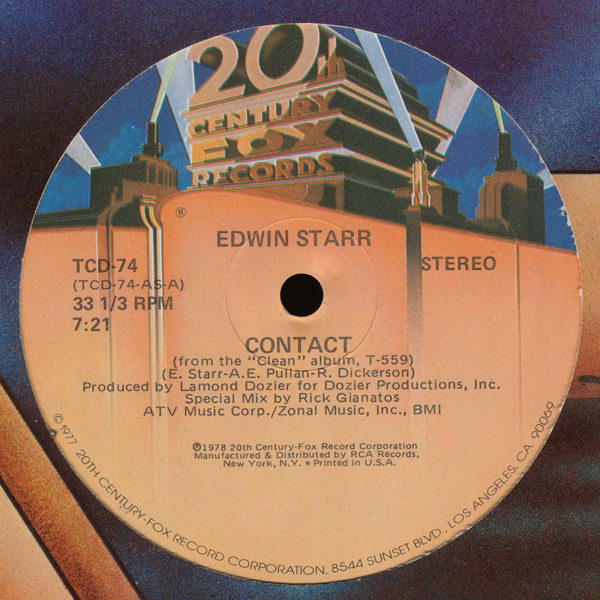 20th
CENTURY
FOX
RECORDS
®
EDWIN STARR
TCD-74
STEREO
(TCD-74-AS-A)
33 1/3 RPM
7:21
CONTACT
(from the "Clean" album, T-559)
(E. Starr-A.E. Pullan-R. Dickerson)
Produced by Lamond Dozier for Dozier Productions, Inc.
Special Mix by Rick Gianatos
ATV Music Corp./Zonal Music, Inc., BMI
℗1978 20th Century-Fox Record Corporation
Manufactured & Distributed by RCA Records,
New York, N.Y. • Printed in U.S.A.
©1977 20TH CENTURY-FOX RECORD CORPORATION, 8544 SUNSET BLVD., LOS ANGELES, CA 90069